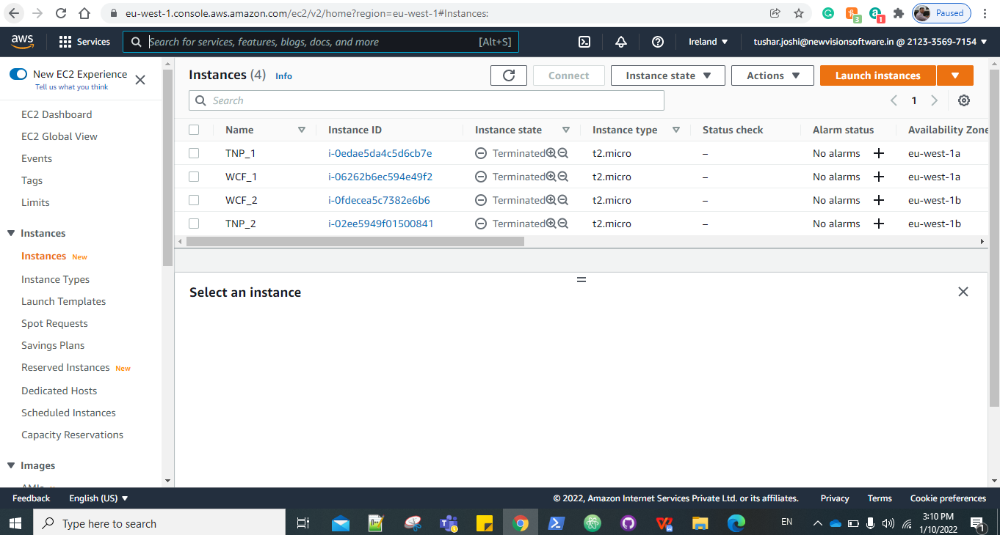 eu-west-1.console.aws.amazon.com/ec2/v2/home?region=eu-west-1#Instances:
3
1
Paused
aws
Services
Search for services, features, blogs, docs, and more
[Alt+S]
Ireland
tushar.joshi@newvisionsoftware.in @ 2123-3569-7154
New EC2 Experience
Tell us what you think
EC2 Dashboard
EC2 Global View
Events
Tags
Limits
Instances
Instances New
Instance Types
Launch Templates
Spot Requests
Savings Plans
Reserved Instances New
Dedicated Hosts
Scheduled Instances
Capacity Reservations
Images
Instances (4) Info
Connect
Instance state
Actions
Launch instances
Search
1
Name Instance ID Instance state Instance type Status check Alarm status Availability Zone
TNP_1 i-0edae5da4c5d6cb7e Terminated t2.micro – No alarms + eu-west-1a
WCF_1 i-06262b6ec594e49f2 Terminated t2.micro – No alarms + eu-west-1a
WCF_2 i-0fdecea5c7382e6b6 Terminated t2.micro – No alarms + eu-west-1b
TNP_2 i-02ee5949f01500841 Terminated t2.micro – No alarms + eu-west-1b
Select an instance
Feedback English (US)
© 2022, Amazon Internet Services Private Ltd. or its affiliates. Privacy Terms Cookie preferences
Type here to search
EN
3:10 PM
1/10/2022
1